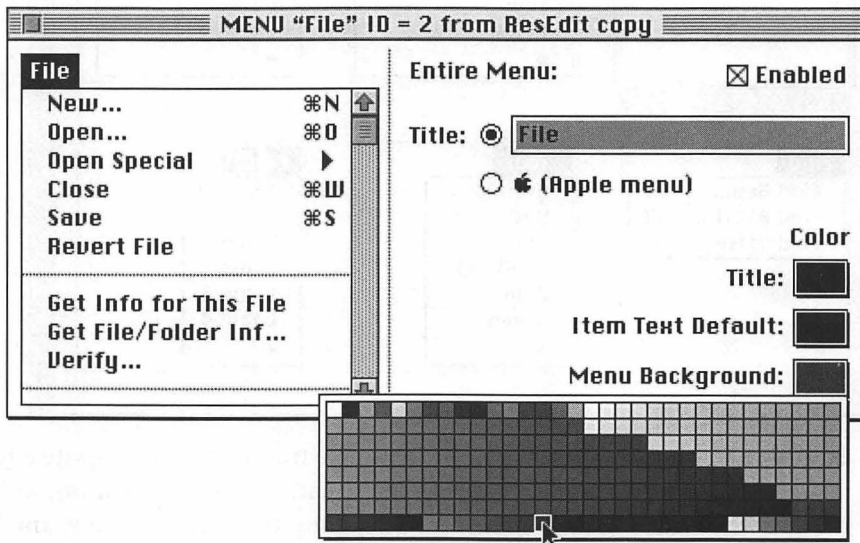 MENU “File” ID = 2 from ResEdit copy
File
New... ⌘N
Open... ⌘O
Open Special ▶
Close ⌘W
Save ⌘S
Revert File
Get Info for This File
Get File/Folder Inf...
Verify...
Entire Menu:
Enabled
Title: File
(Apple menu)
Color
Title:
Item Text Default:
Menu Background: